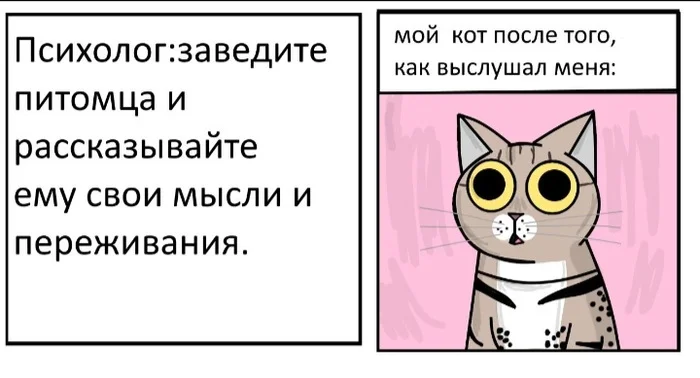 Психолог:заведите
питомца и
рассказывайте
ему свои мысли и
переживания.
мой кот после того,
как выслушал меня: